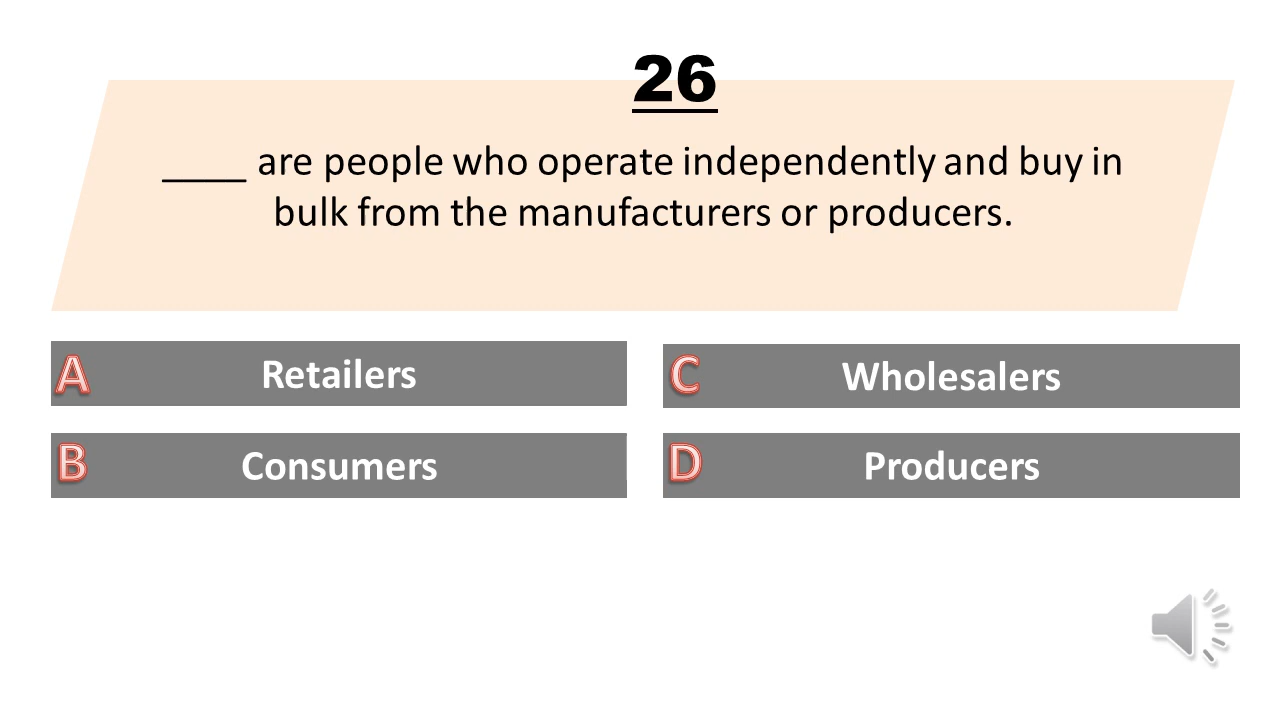 26
____ are people who operate independently and buy in
bulk from the manufacturers or producers.
A Retailers
C Wholesalers
B Consumers
D Producers